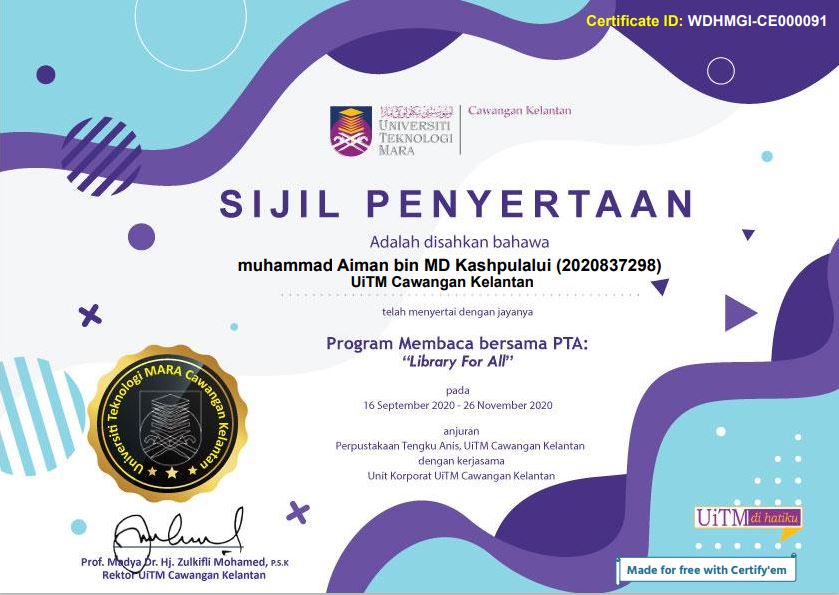 Certificate ID: WDHMGI-CE000091
UNIVERSITI
TEKNOLOGI
MARA
Cawangan Kelantan
SIJIL PENYERTAAN
Adalah disahkan bahawa
muhammad Aiman bin MD Kashpulalui (2020837298)
UiTM Cawangan Kelantan
telah menyertai dengan jayanya
Program Membaca bersama PTA:
“Library For All”
pada
16 September 2020 - 26 November 2020
anjuran
Perpustakaan Tengku Anis, UiTM Cawangan Kelantan
dengan kerjasama
Unit Korporat UiTM Cawangan Kelantan
Universiti Teknologi MARA Cawangan Kelantan
Prof. Madya Dr. Hj. Zulkifli Mohamed, P.S.K
Rektor UiTM Cawangan Kelantan
UiTM di hatiku
Made for free with Certify'em